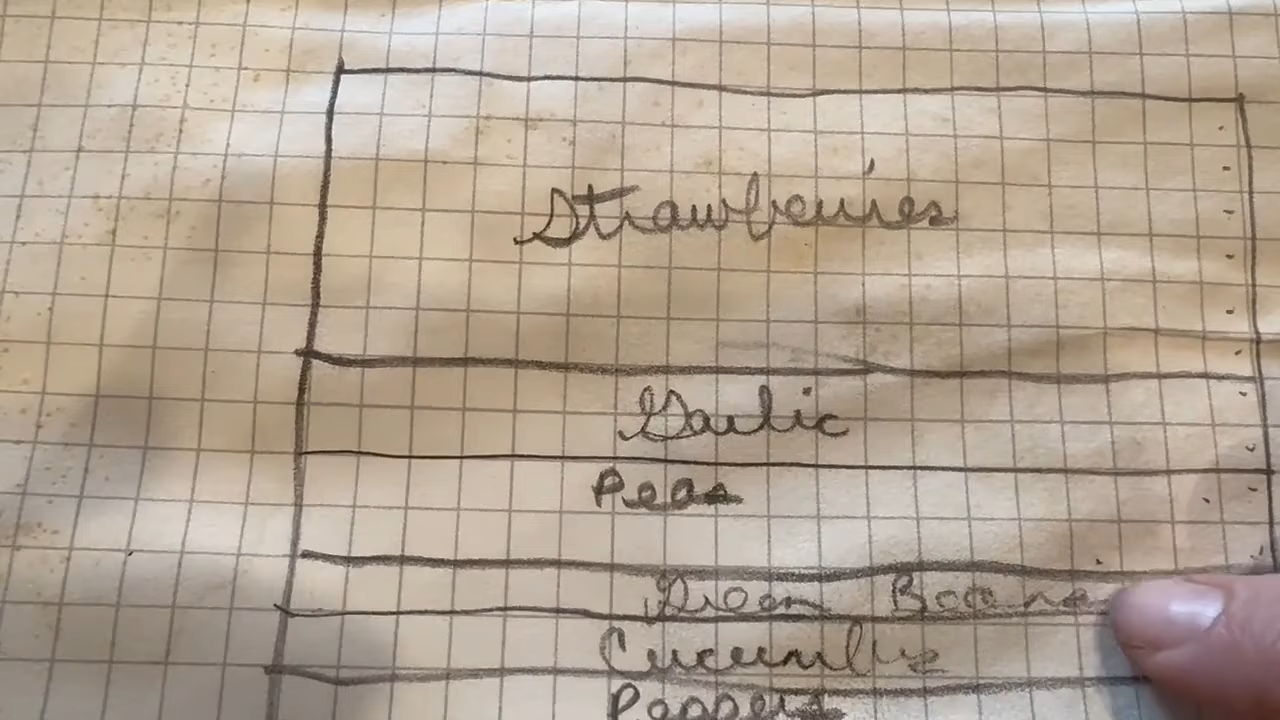 Strawberries
Garlic
Peas
Green Beans
Cucumbers
Peppers